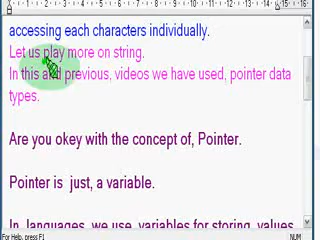 accessing each characters individually.
Let us play more on string.
In this and previous, videos we have used, pointer data
types.
Are you okey with the concept of, Pointer.
Pointer is  just, a variable.
In  languages, we use  variables for storing  values
For Help, press F1
NUM